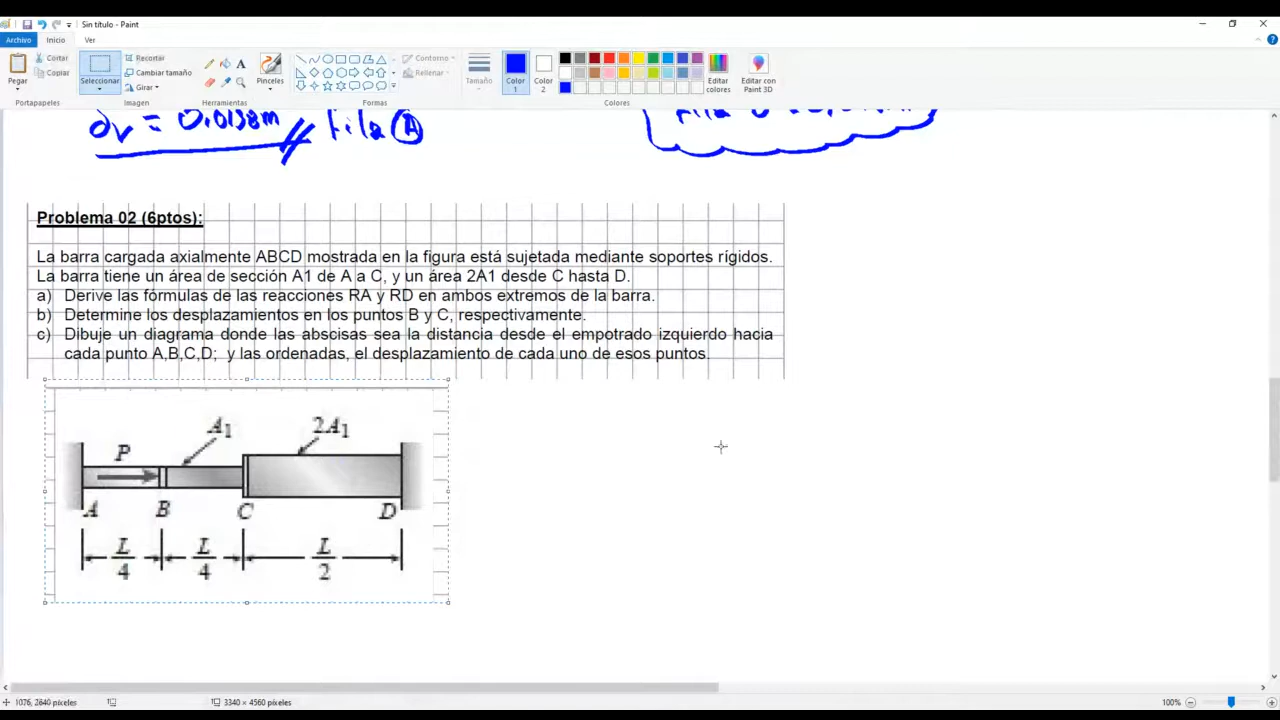 Sin título - Paint
Archivo Inicio Ver
Pegar
Cortar
Copiar
Portapapeles
Seleccionar
Recortar
Cambiar tamaño
Girar
Imagen
A
Herramientas
Pinceles
Contorno
Rellenar
Formas
Tamaño
Color 1
Color 2
Editar colores
Editar con Paint 3D
Colores
= 0.0138m Fila A
Problema 02 (6ptos):
La barra cargada axialmente ABCD mostrada en la figura está sujetada mediante soportes rígidos.
La barra tiene un área de sección A1 de A a C, y un área 2A1 desde C hasta D.
a) Derive las fórmulas de las reacciones RA y RD en ambos extremos de la barra.
b) Determine los desplazamientos en los puntos B y C, respectivamente.
c) Dibuje un diagrama donde las abscisas sea la distancia desde el empotrado izquierdo hacia
cada punto A,B,C,D; y las ordenadas, el desplazamiento de cada uno de esos puntos.
P A1 2A1
A B C D
L/4 L/4 L/2
1076, 2840 píxeles
3340 × 4560 píxeles
100%